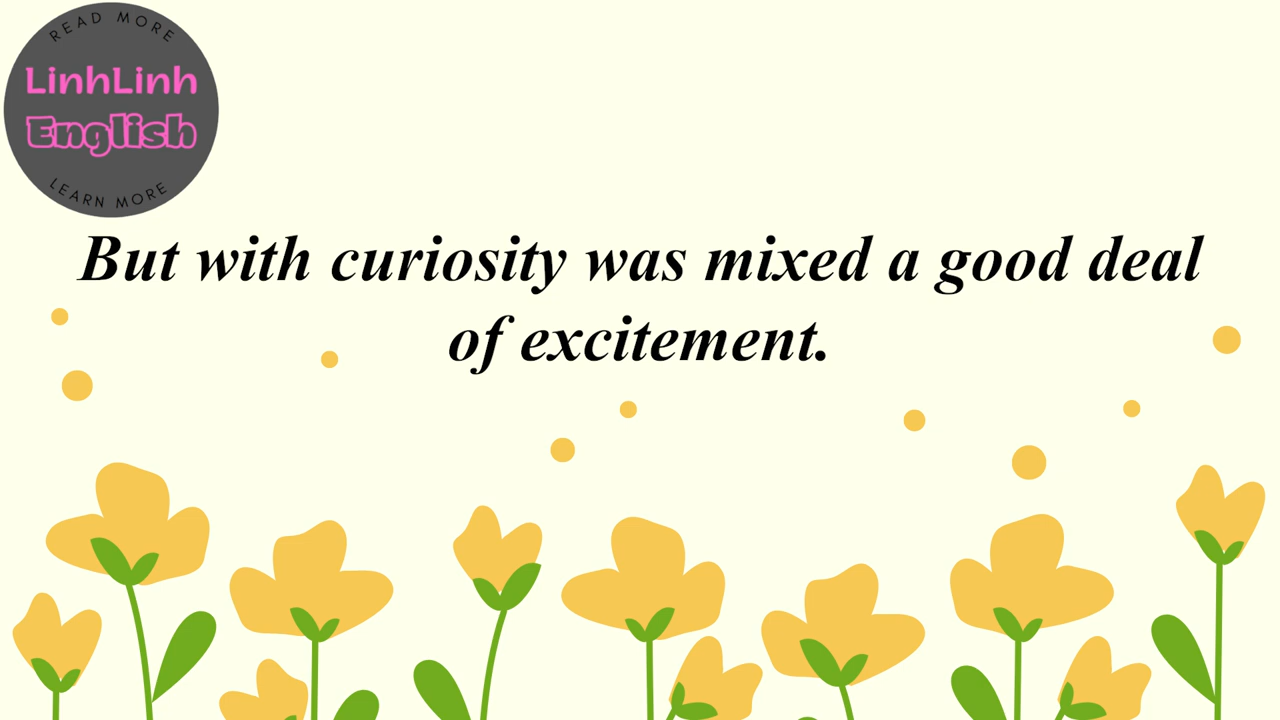 READ MORE
LinhLinh
English
LEARN MORE
But with curiosity was mixed a good deal
of excitement.